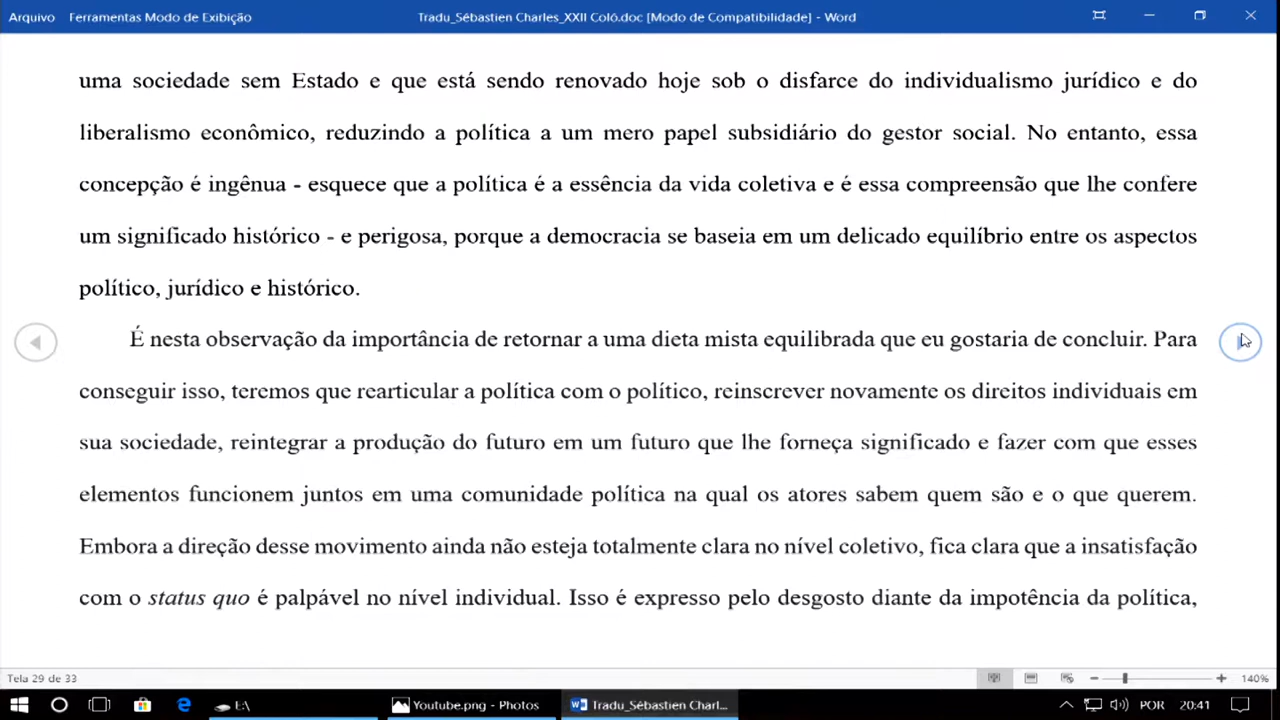 Arquivo Ferramentas Modo de Exibição Tradu_Sébastien Charles_XXII Coló.doc [Modo de Compatibilidade] - Word
uma sociedade sem Estado e que está sendo renovado hoje sob o disfarce do individualismo jurídico e do
liberalismo econômico, reduzindo a política a um mero papel subsidiário do gestor social. No entanto, essa
concepção é ingênua - esquece que a política é a essência da vida coletiva e é essa compreensão que lhe confere
um significado histórico - e perigosa, porque a democracia se baseia em um delicado equilíbrio entre os aspectos
político, jurídico e histórico.
É nesta observação da importância de retornar a uma dieta mista equilibrada que eu gostaria de concluir. Para
conseguir isso, teremos que rearticular a política com o político, reinscrever novamente os direitos individuais em
sua sociedade, reintegrar a produção do futuro em um futuro que lhe forneça significado e fazer com que esses
elementos funcionem juntos em uma comunidade política na qual os atores sabem quem são e o que querem.
Embora a direção desse movimento ainda não esteja totalmente clara no nível coletivo, fica clara que a insatisfação
com o status quo é palpável no nível individual. Isso é expresso pelo desgosto diante da impotência da política,
Tela 29 de 33 140%
E:\ Youtube.png - Photos Tradu_Sébastien Charl... POR 20:41